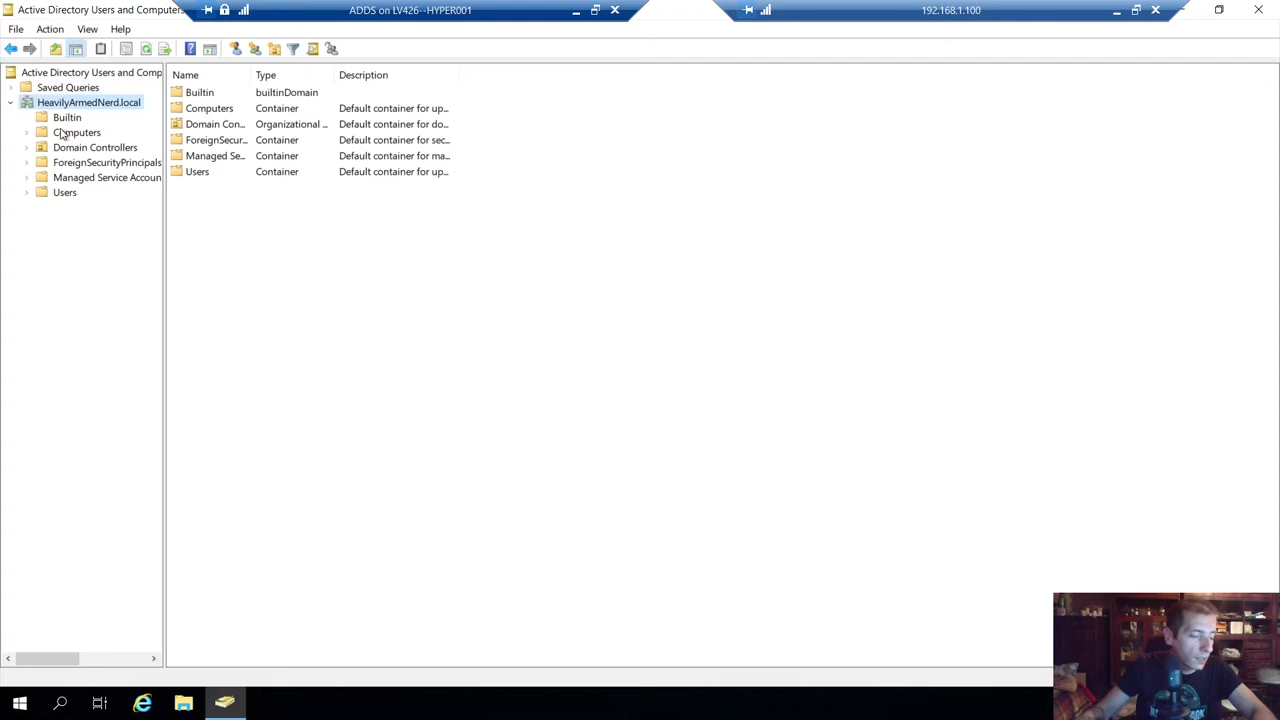 Active Directory Users and Computers
ADDS on LV426--HYPER001
192.168.1.100
File Action View Help
Active Directory Users and Comp
Saved Queries
HeavilyArmedNerd.local
Builtin
Computers
Domain Controllers
ForeignSecurityPrincipals
Managed Service Accoun
Users
Name Type Description
Builtin builtinDomain
Computers Container Default container for up...
Domain Con... Organizational ... Default container for do...
ForeignSecur... Container Default container for sec...
Managed Se... Container Default container for ma...
Users Container Default container for up...